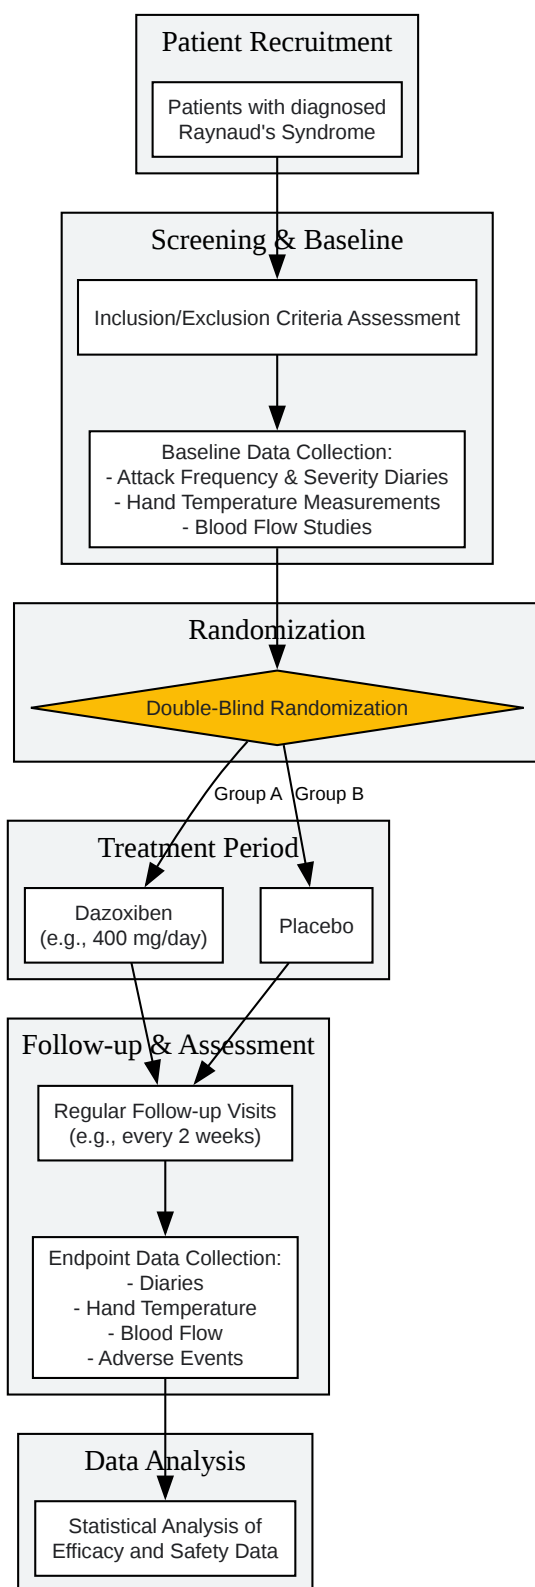 Patient Recruitment
Patients with diagnosed
Raynaud's Syndrome
Screening & Baseline
Inclusion/Exclusion Criteria Assessment
Baseline Data Collection:
- Attack Frequency & Severity Diaries
- Hand Temperature Measurements
- Blood Flow Studies
Randomization
Double-Blind Randomization
Group A
Group B
Treatment Period
Dazoxiben
(e.g., 400 mg/day)
Placebo
Follow-up & Assessment
Regular Follow-up Visits
(e.g., every 2 weeks)
Endpoint Data Collection:
- Diaries
- Hand Temperature
- Blood Flow
- Adverse Events
Data Analysis
Statistical Analysis of
Efficacy and Safety Data